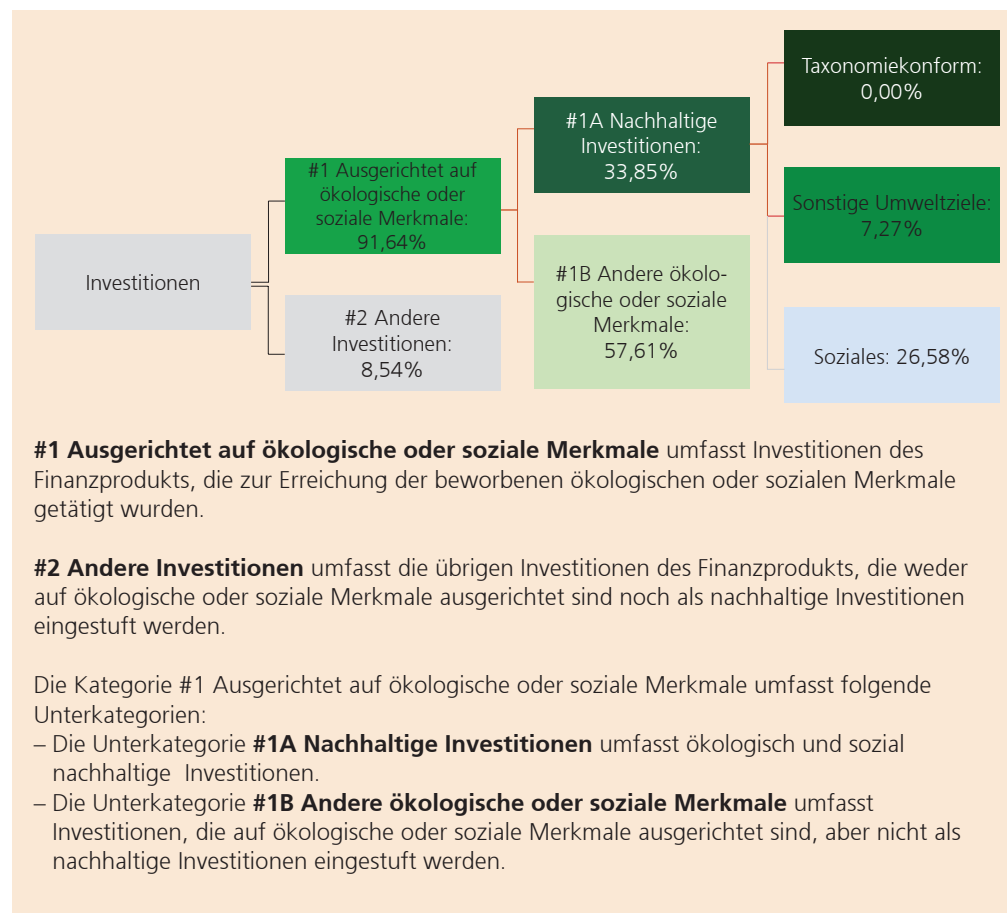 Investitionen
#1 Ausgerichtet auf
ökologische oder
soziale Merkmale:
91,64%
#2 Andere
Investitionen:
8,54%
#1A Nachhaltige
Investitionen:
33,85%
#1B Andere ökolo-
gische oder soziale
Merkmale:
57,61%
Taxonomiekonform:
0,00%
Sonstige Umweltziele:
7,27%
Soziales: 26,58%
#1 Ausgerichtet auf ökologische oder soziale Merkmale umfasst Investitionen des
Finanzprodukts, die zur Erreichung der beworbenen ökologischen oder sozialen Merkmale
getätigt wurden.
#2 Andere Investitionen umfasst die übrigen Investitionen des Finanzprodukts, die weder
auf ökologische oder soziale Merkmale ausgerichtet sind noch als nachhaltige Investitionen
eingestuft werden.
Die Kategorie #1 Ausgerichtet auf ökologische oder soziale Merkmale umfasst folgende
Unterkategorien:
– Die Unterkategorie #1A Nachhaltige Investitionen umfasst ökologisch und sozial
nachhaltige Investitionen.
– Die Unterkategorie #1B Andere ökologische oder soziale Merkmale umfasst
Investitionen, die auf ökologische oder soziale Merkmale ausgerichtet sind, aber nicht als
nachhaltige Investitionen eingestuft werden.